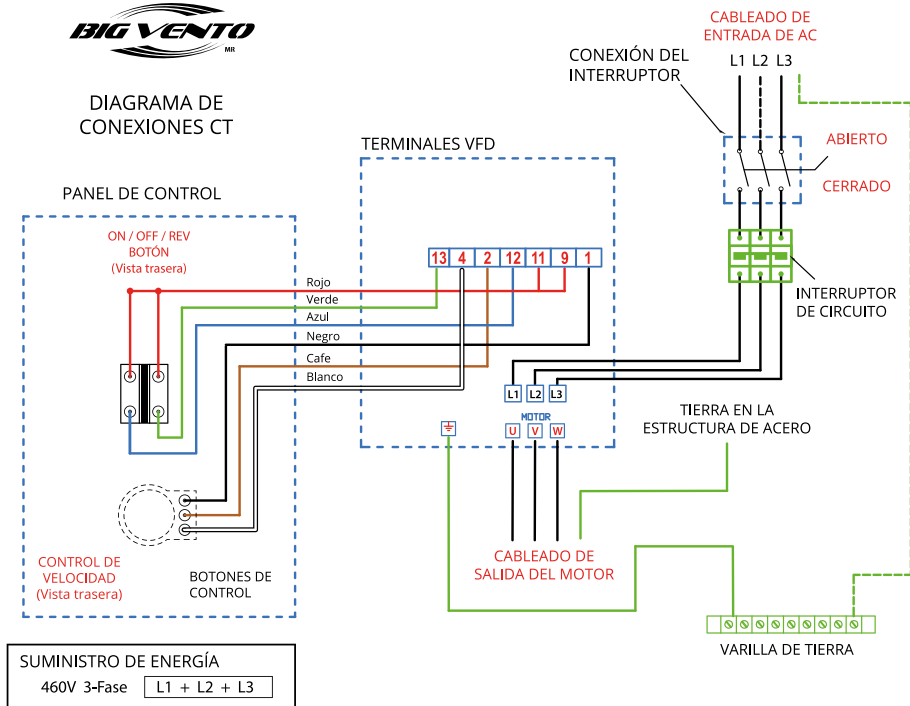 BIG VENTO
MR
DIAGRAMA DE
CONEXIONES CT
CABLEADO DE
ENTRADA DE AC
L1 L2 L3
CONEXIÓN DEL
INTERRUPTOR
ABIERTO
CERRADO
INTERRUPTOR
DE CIRCUITO
TERMINALES VFD
13 4 2 12 11 9 1
PANEL DE CONTROL
ON / OFF / REV
BOTÓN
(Vista trasera)
Rojo
Verde
Azul
Negro
Cafe
Blanco
L1 L2 L3
MOTOR
U V W
TIERRA EN LA
ESTRUCTURA DE ACERO
CONTROL DE
VELOCIDAD
(Vista trasera)
BOTONES DE
CONTROL
CABLEADO DE
SALIDA DEL MOTOR
VARILLA DE TIERRA
SUMINISTRO DE ENERGÍA
460V 3-Fase L1 + L2 + L3